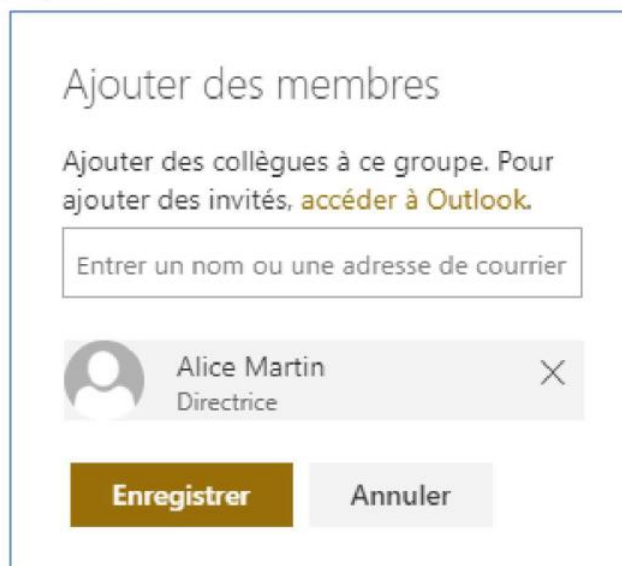 Ajouter des membres
Ajouter des collègues à ce groupe. Pour
ajouter des invités, accéder à Outlook.
Entrer un nom ou une adresse de courrier
Alice Martin
Directrice
Enregistrer Annuler